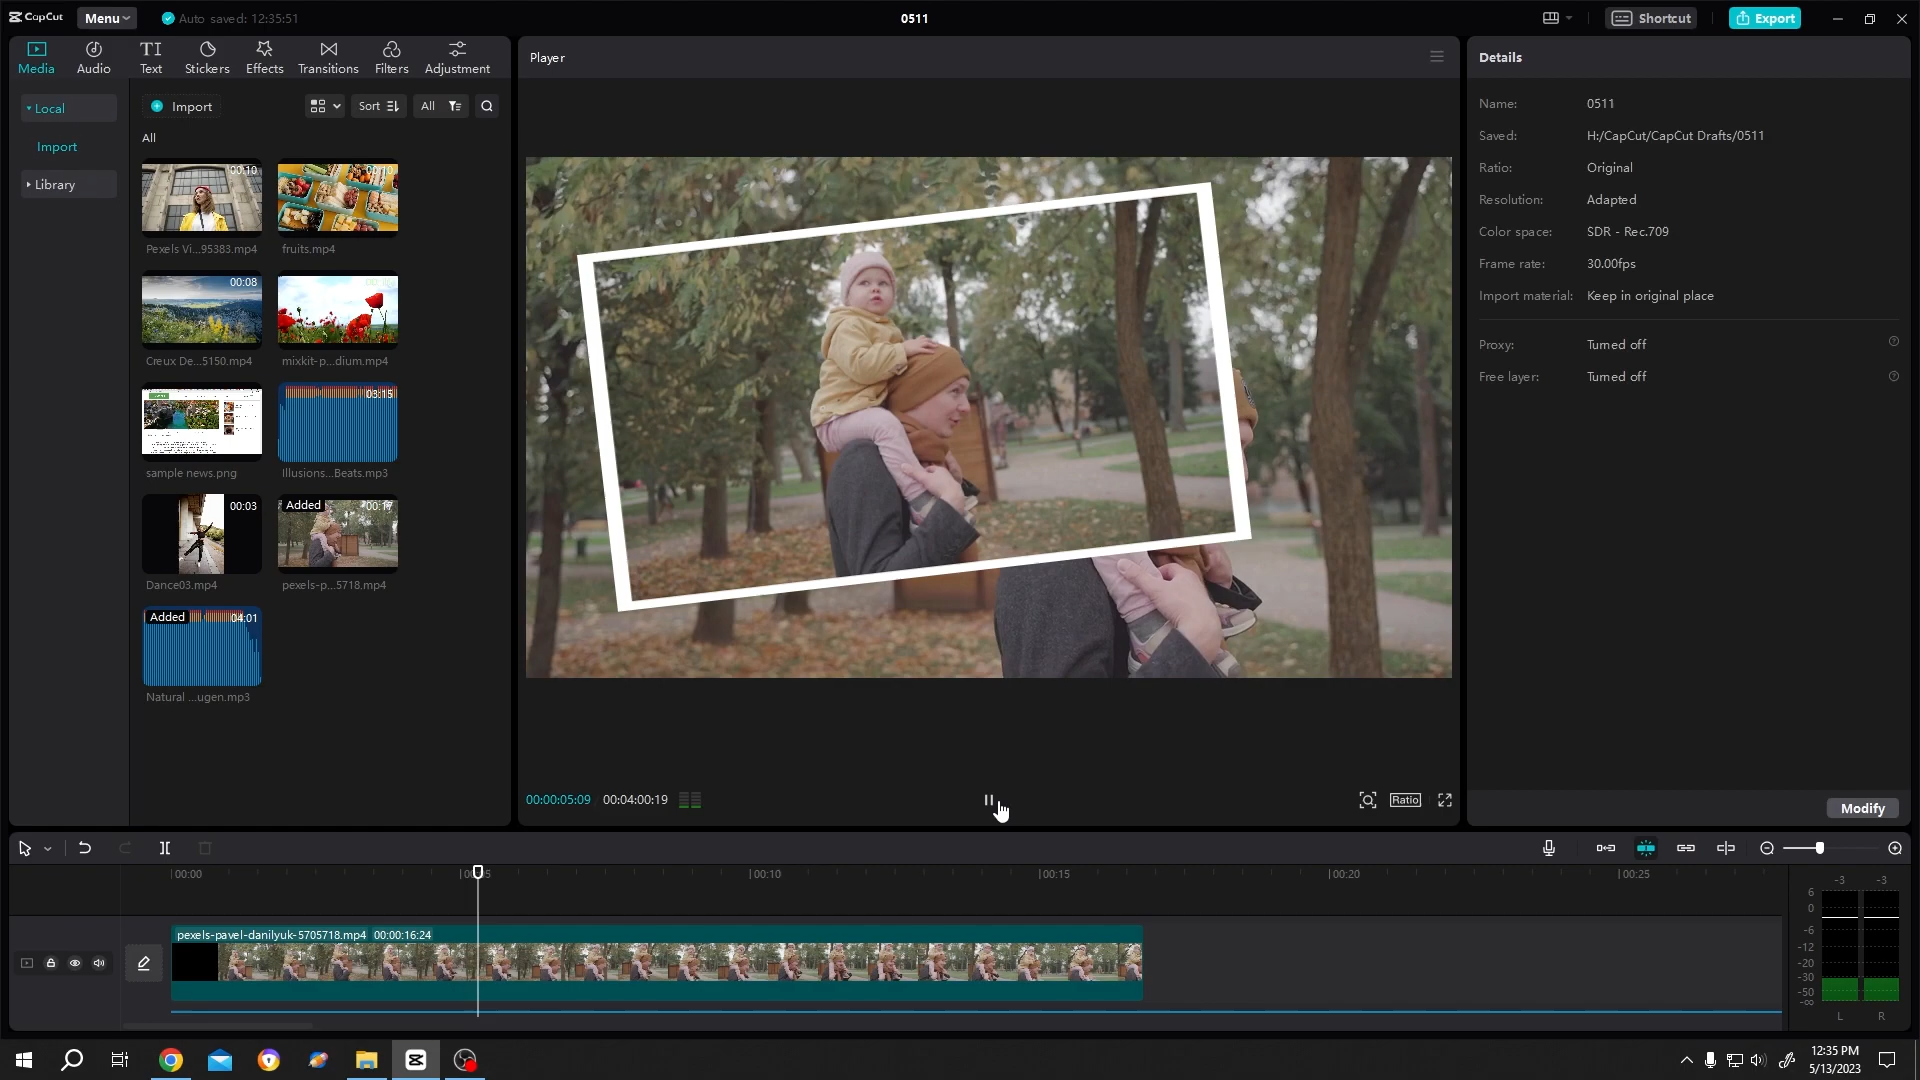 CapCut
Menu
Auto saved: 12:35:51
0511
Shortcut
Export
Media
Audio
TI
Text
Stickers
Effects
Transitions
Filters
Adjustment
Player
Details
Local
Import
Library
Import
Sort
All
All
00:10
Pexels Vi...95383.mp4
fruits.mp4
00:08
Creux De...5150.mp4
mixkit-p...dium.mp4
sample news.png
03:15
Illusions...Beats.mp3
00:03
Dance03.mp4
Added
00:17
pexels-p...5718.mp4
Added
04:01
Natural ...ugen.mp3
Name: 0511
Saved: H:/CapCut/CapCut Drafts/0511
Ratio: Original
Resolution: Adapted
Color space: SDR - Rec.709
Frame rate: 30.00fps
Import material: Keep in original place
Proxy: Turned off
Free layer: Turned off
Modify
00:00:05:09
00:04:00:19
Ratio
00:00
00:10
00:15
00:20
00:25
pexels-pavel-danilyuk-5705718.mp4 00:00:16:24
-3 -3
6
0
-6
-12
-20
-30
-50
-∞
L R
12:35 PM
5/13/2023